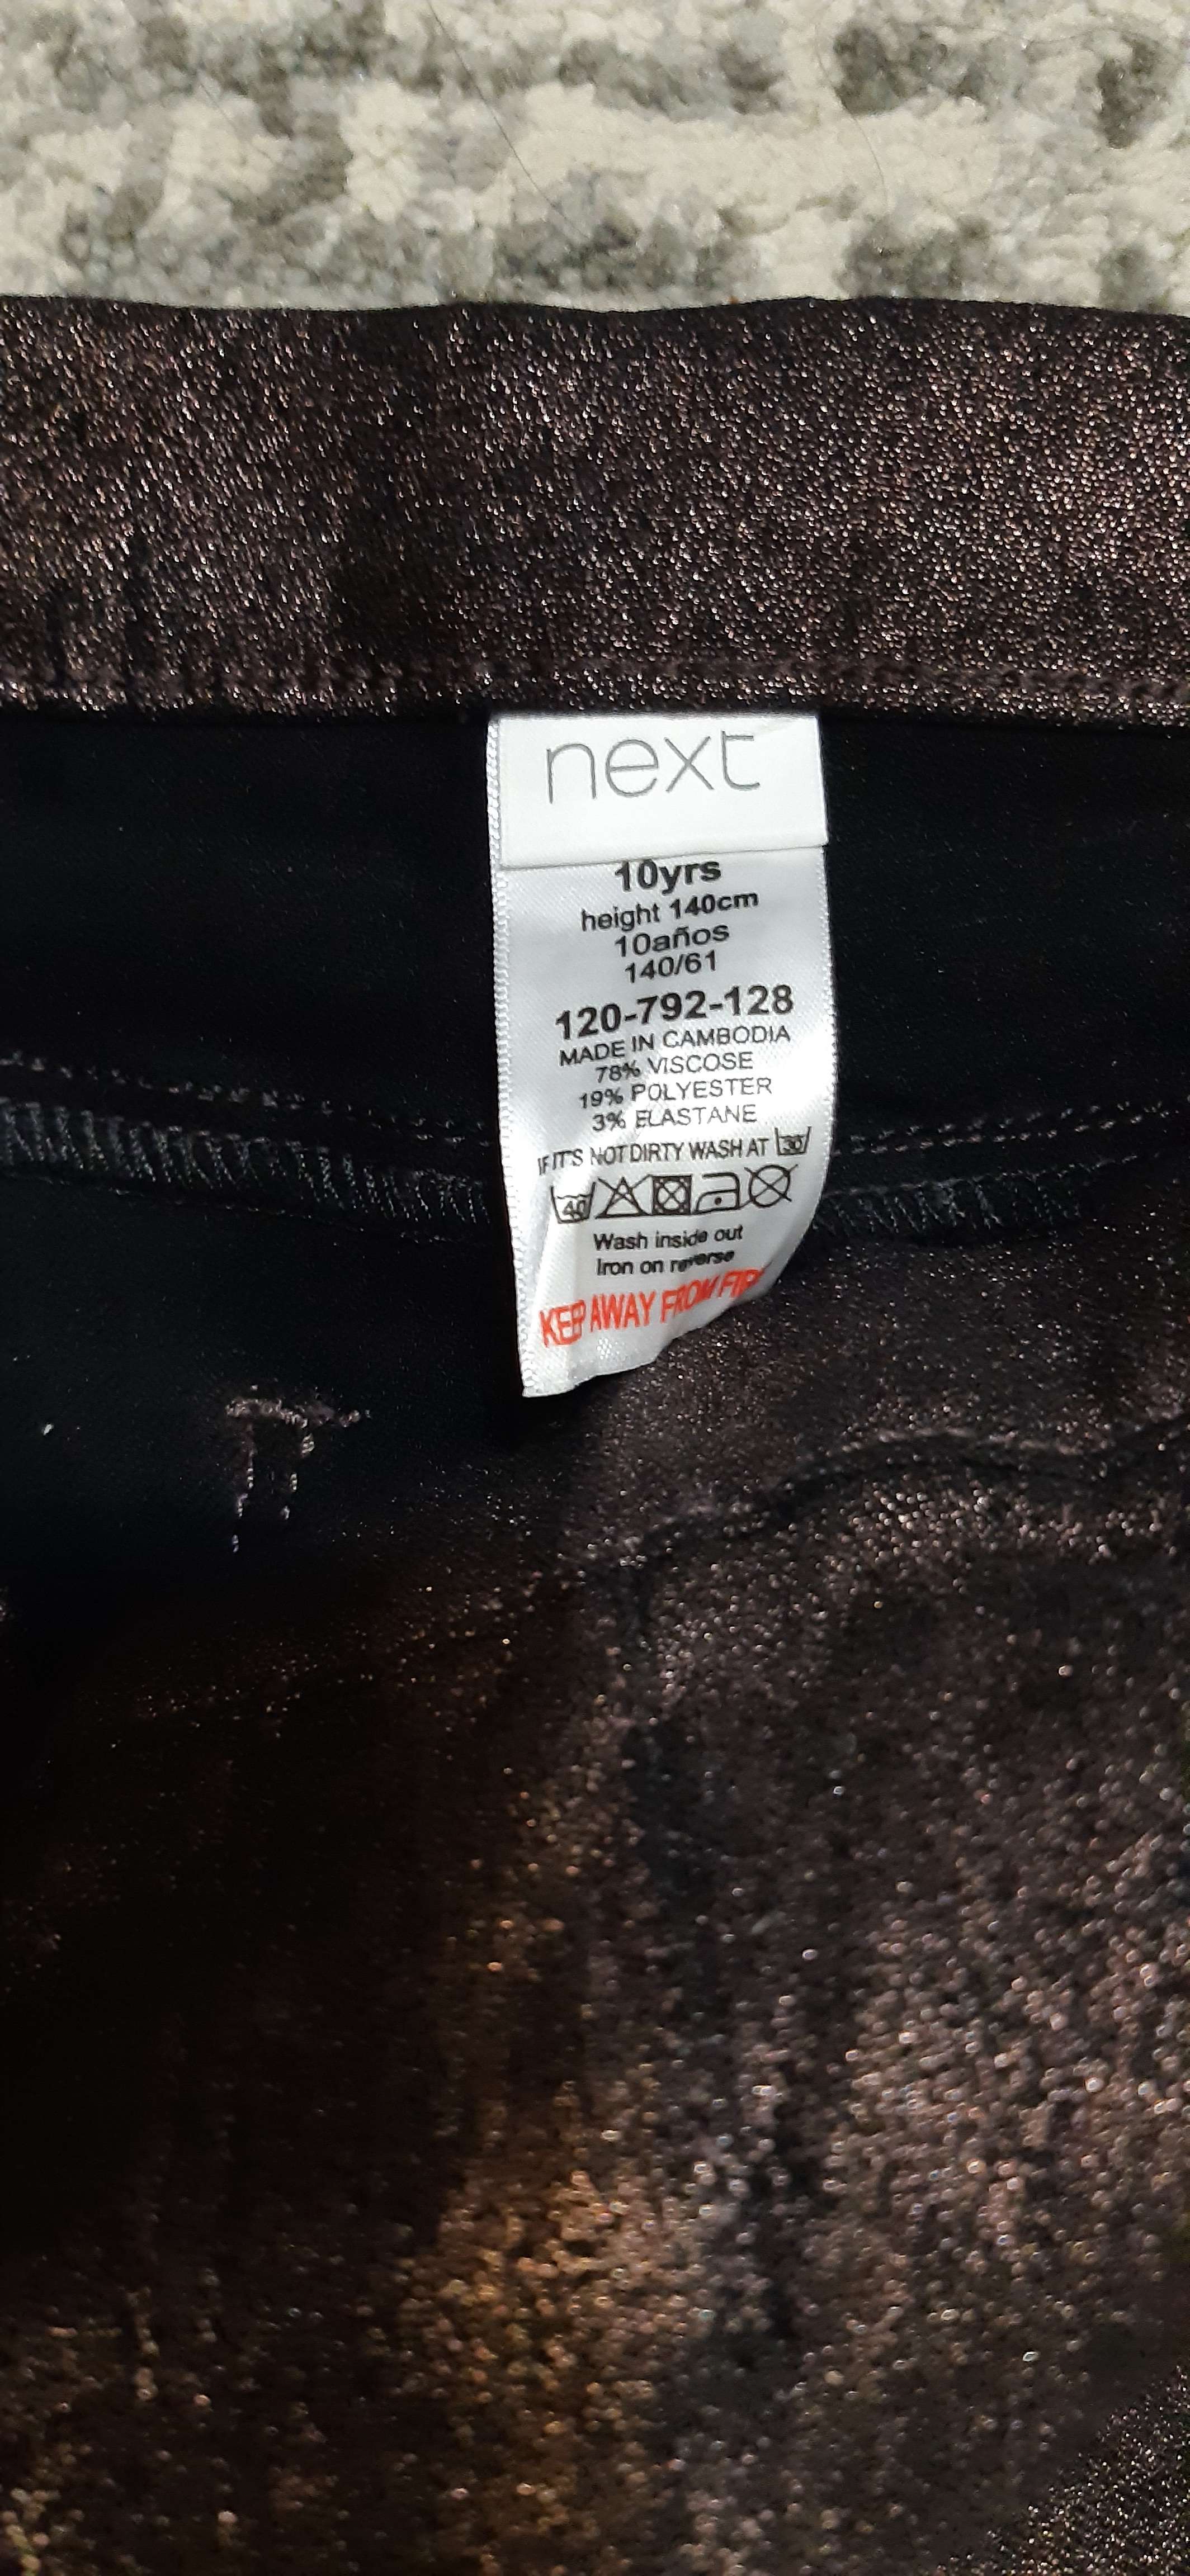 next
10yrs
height 140cm
10años
140/61
120-792-128
MADE IN CAMBODIA
78% VISCOSE
19% POLYESTER
3% ELASTANE
IF IT'S NOT DIRTY WASH AT 30
40
Wash inside out
Iron on reverse
KEEP AWAY FROM FIRE